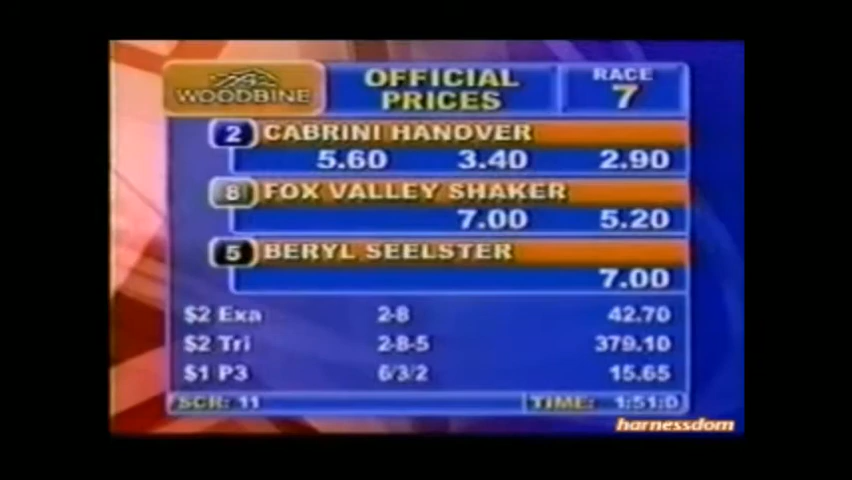 WOODBINE
OFFICIAL
PRICES
RACE
7
2 CABRINI HANOVER
5.60 3.40 2.90
8 FOX VALLEY SHAKER
7.00 5.20
5 BERYL SEELSTER
7.00
$2 Exa 2-8 42.70
$2 Tri 2-8-5 379.10
$1 P3 6/3/2 15.65
SCR: 11 TIME: 1:51:0
harnessdom